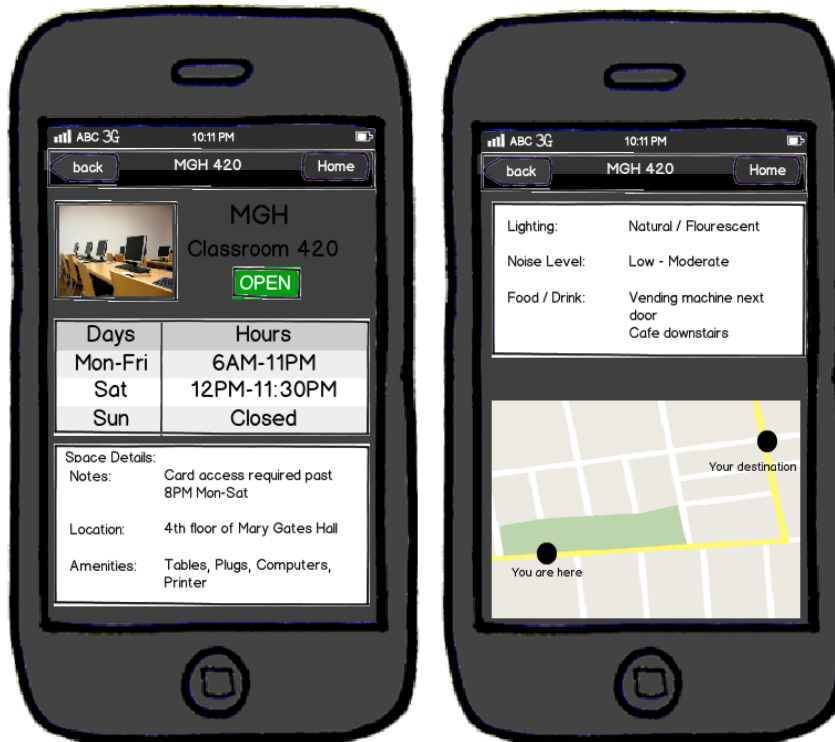 ABC 3G 10:11 PM
back MGH 420 Home
MGH
Classroom 420
OPEN
Days Hours
Mon-Fri 6AM-11PM
Sat 12PM-11:30PM
Sun Closed
Space Details:
Notes: Card access required past
8PM Mon-Sat
Location: 4th floor of Mary Gates Hall
Amenities: Tables, Plugs, Computers,
Printer
ABC 3G 10:11 PM
back MGH 420 Home
Lighting: Natural / Flourescent
Noise Level: Low - Moderate
Food / Drink: Vending machine next
door
Cafe downstairs
Your destination
You are here